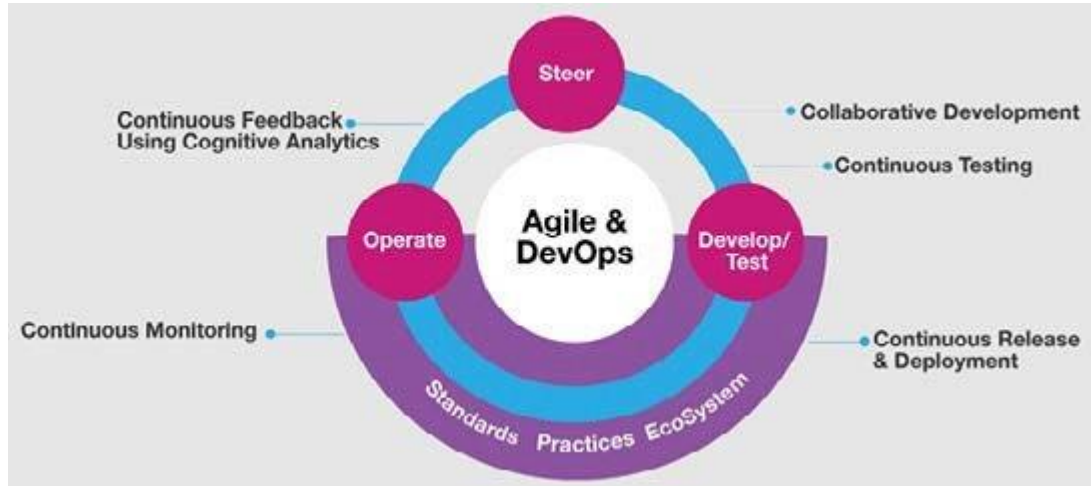 Steer
Continuous Feedback
Using Cognitive Analytics
Collaborative Development
Continuous Testing
Operate
Agile &
DevOps
Develop/
Test
Continuous Monitoring
Continuous Release
& Deployment
Standards Practices EcoSystem